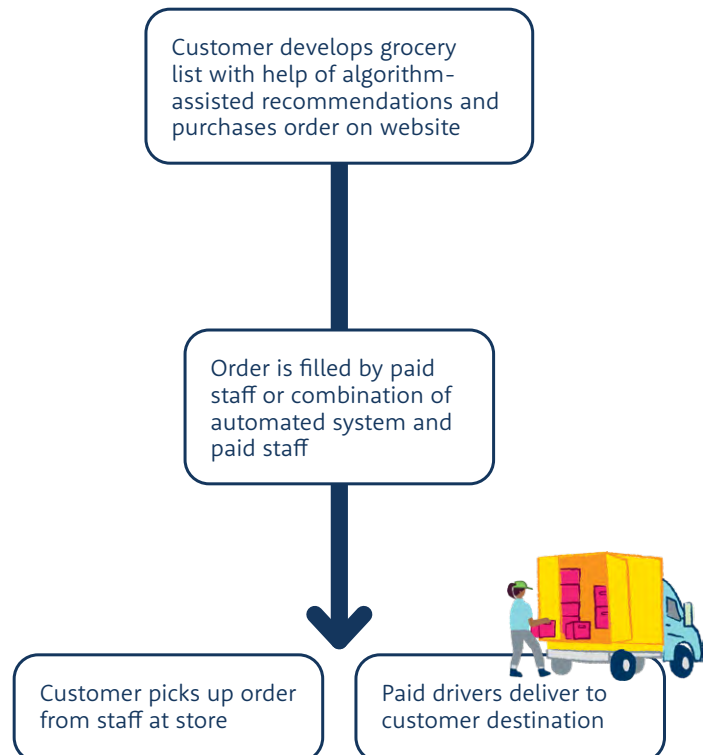 Customer develops grocery
list with help of algorithm-
assisted recommendations and
purchases order on website
Order is filled by paid
staff or combination of
automated system and
paid staff
Customer picks up order
from staff at store
Paid drivers deliver to
customer destination